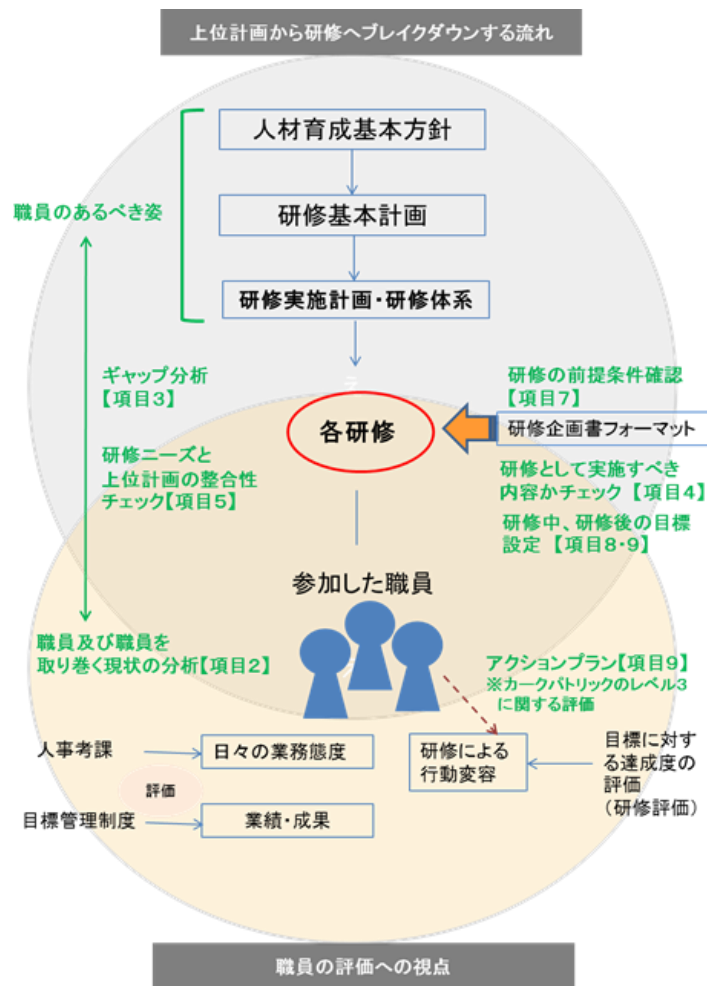 上位計画から研修へブレイクダウンする流れ
人材育成基本方針
職員のあるべき姿
研修基本計画
研修実施計画・研修体系
ギャップ分析
【項目3】
研修の前提条件確認
【項目7】
各研修
研修企画書フォーマット
研修ニーズと
上位計画の整合性
チェック【項目5】
研修として実施すべき
内容かチェック 【項目4】
研修中、研修後の目標
設定 【項目8・9】
参加した職員
職員及び職員を
取り巻く現状の分析【項目2】
アクションプラン【項目9】
※カークパトリックのレベル3
に関する評価
人事考課
日々の業務態度
研修による
行動変容
目標に対
する達成度の
評価
(研修評価)
評価
目標管理制度
業績・成果
職員の評価への視点